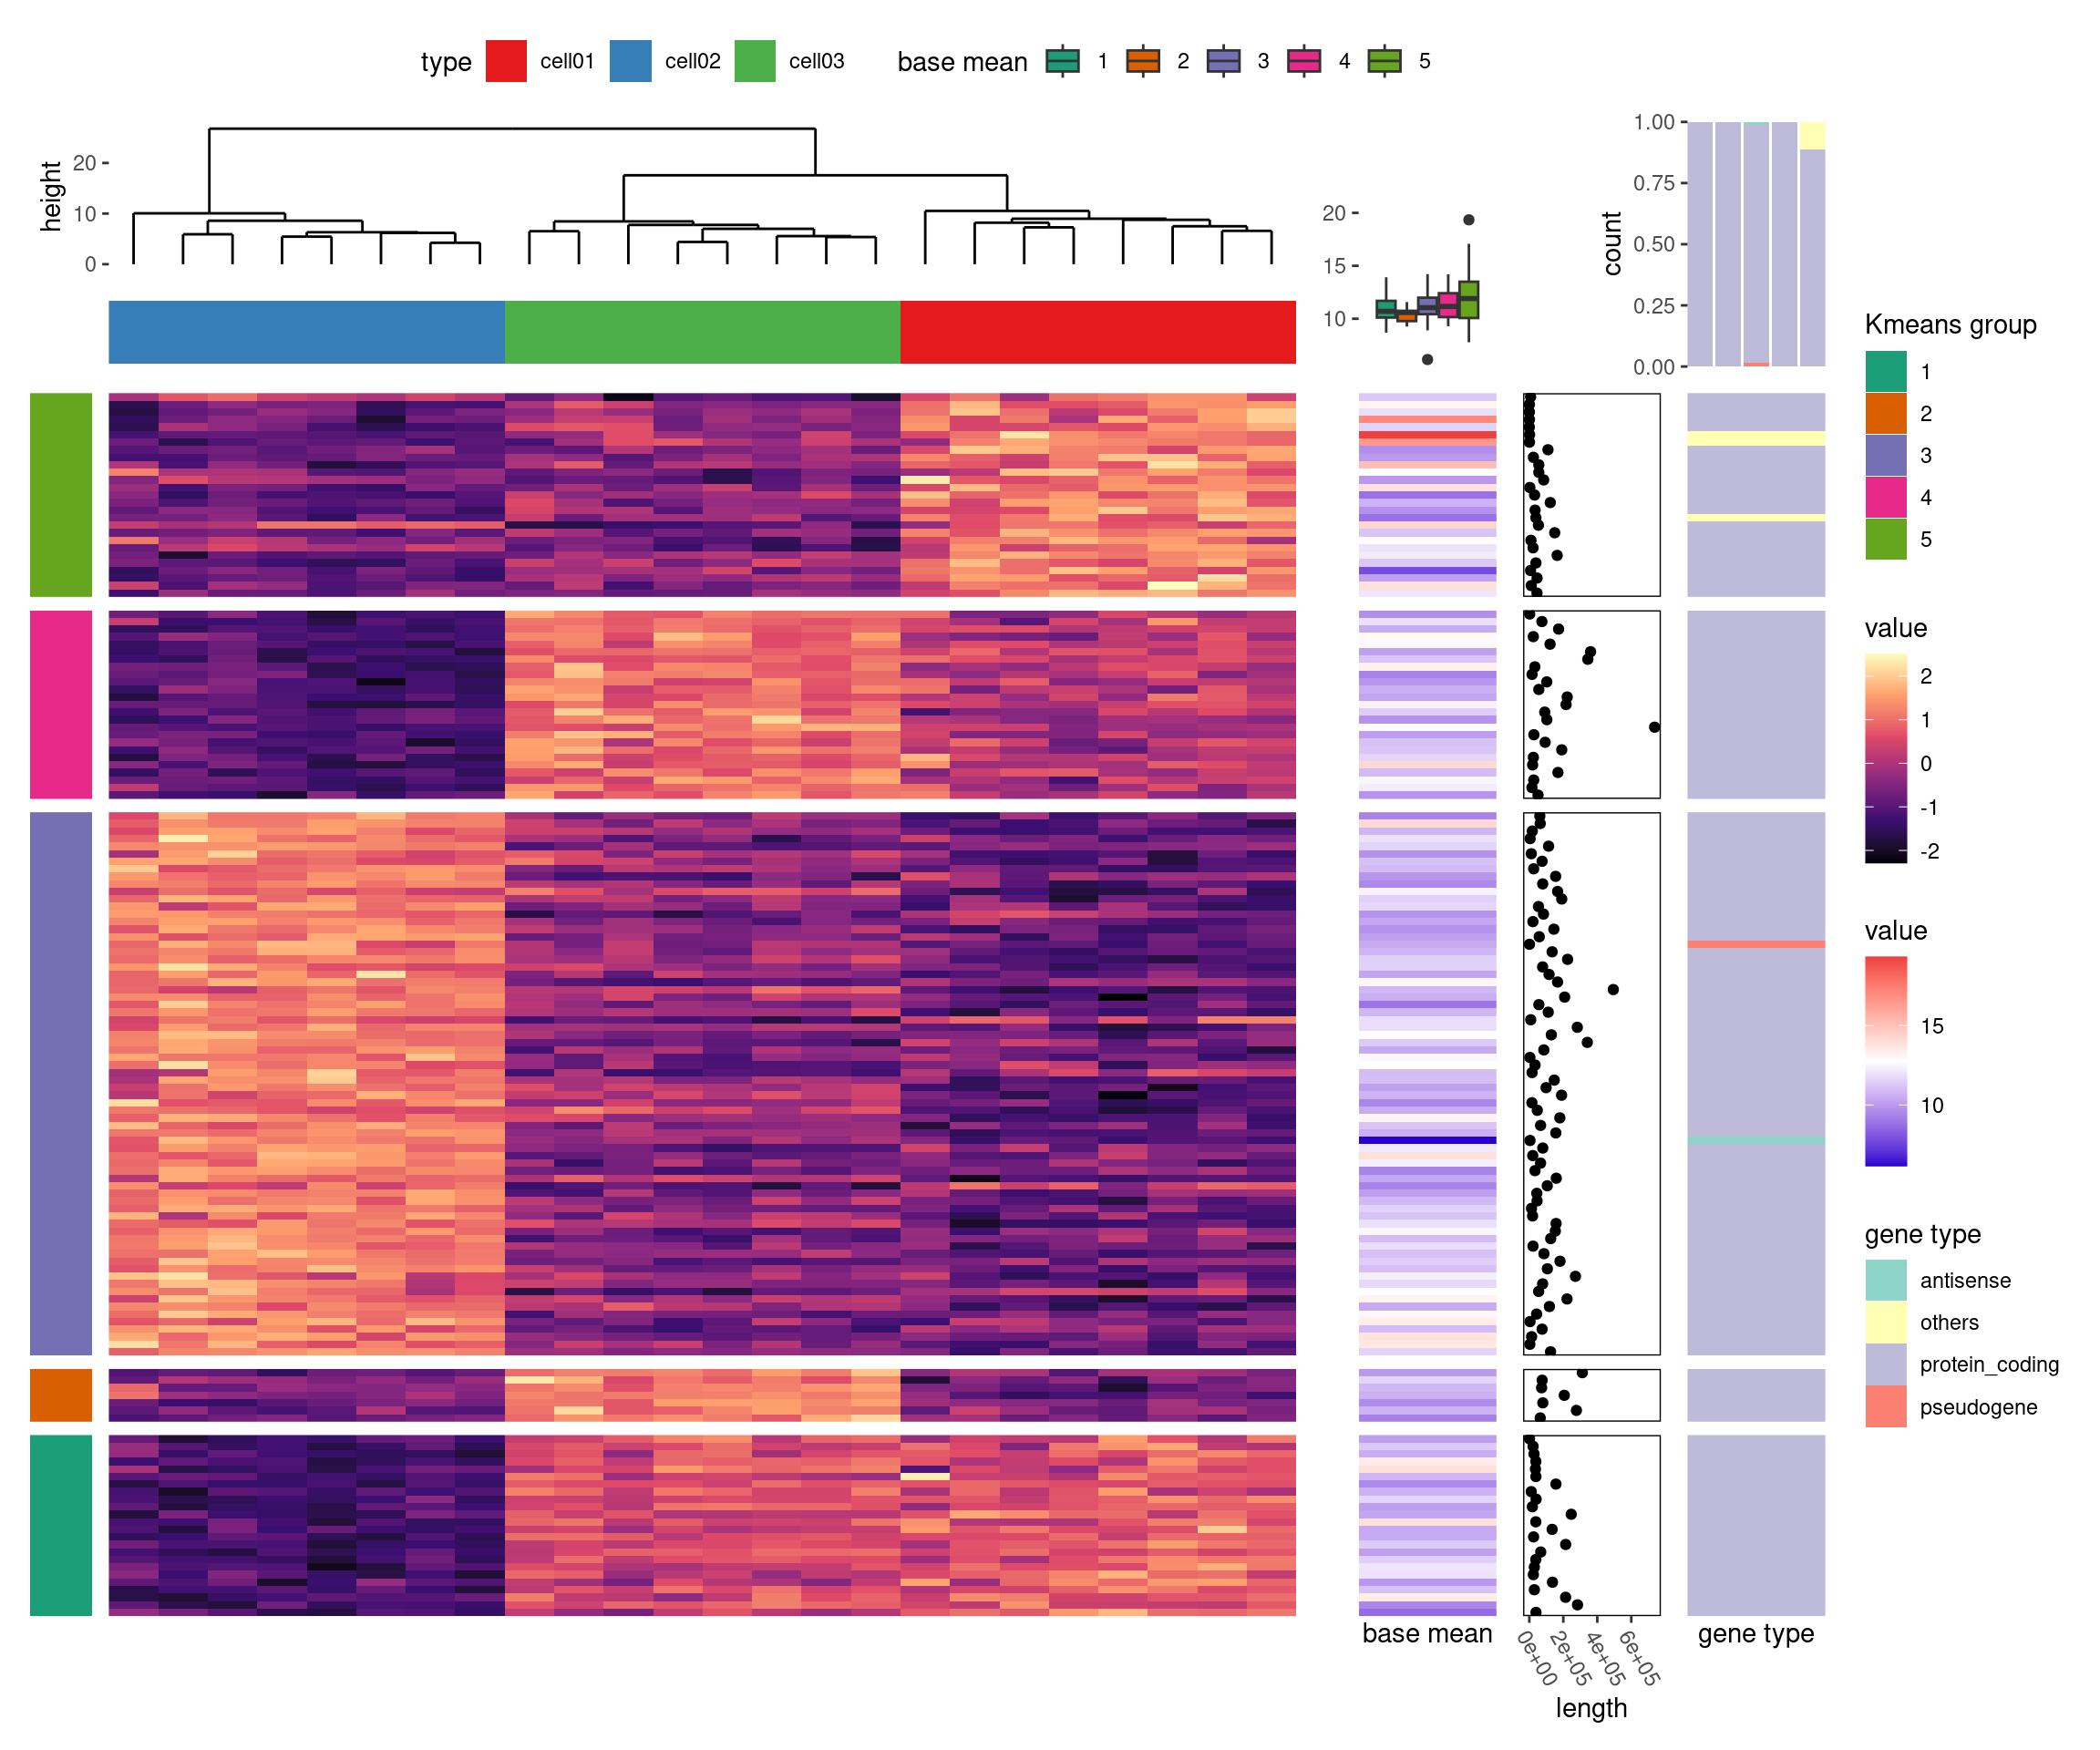 type cell01 cell02 cell03 base mean 1 2 3 4 5
height
20
10
0
20
15
10
count
1.00
0.75
0.50
0.25
0.00
Kmeans group
1
2
3
4
5
value
2
1
0
-1
-2
value
15
10
gene type
antisense
others
protein_coding
pseudogene
base mean
0e+00 2e+05 4e+05 6e+05
length
gene type